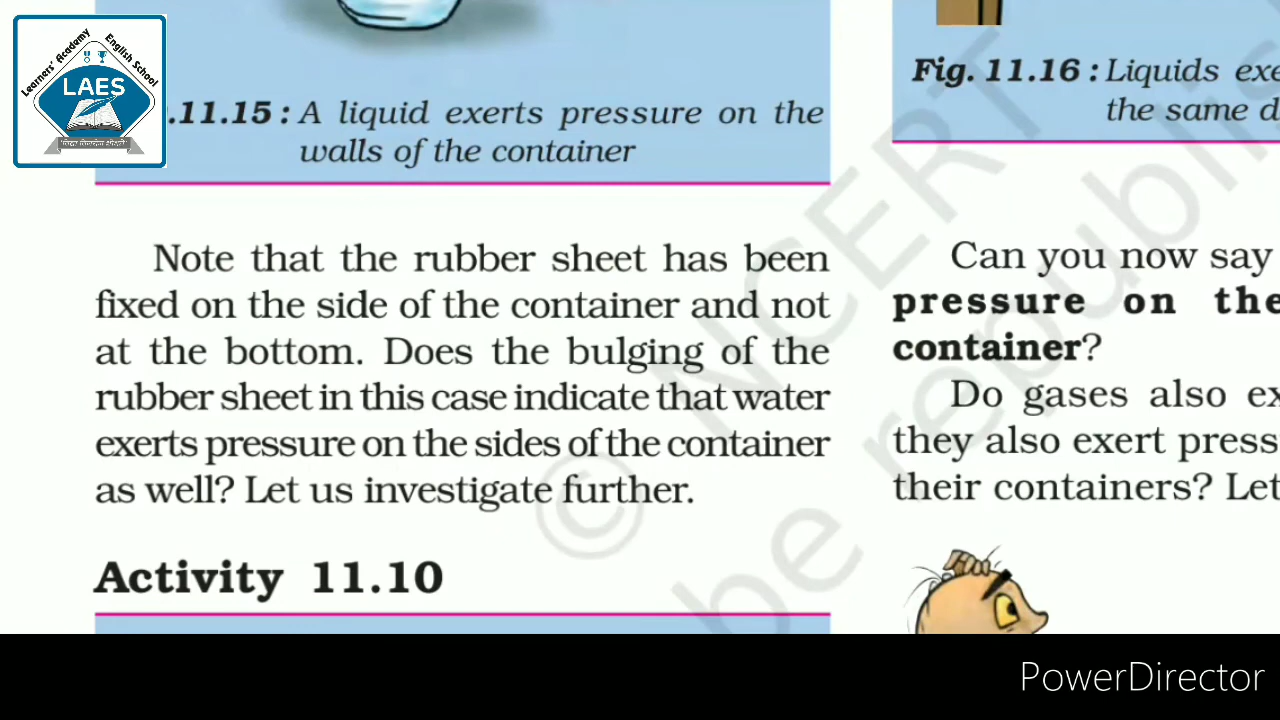 Learners' Academy English School
LAES
.11.15 : A liquid exerts pressure on the
walls of the container
Note that the rubber sheet has been
fixed on the side of the container and not
at the bottom. Does the bulging of the
rubber sheet in this case indicate that water
exerts pressure on the sides of the container
as well? Let us investigate further.
Activity 11.10
Fig. 11.16 : Liquids exe
the same d
Can you now say
pressure on the
container?
Do gases also ex
they also exert press
their containers? Let
© NCERT
be republis
PowerDirector